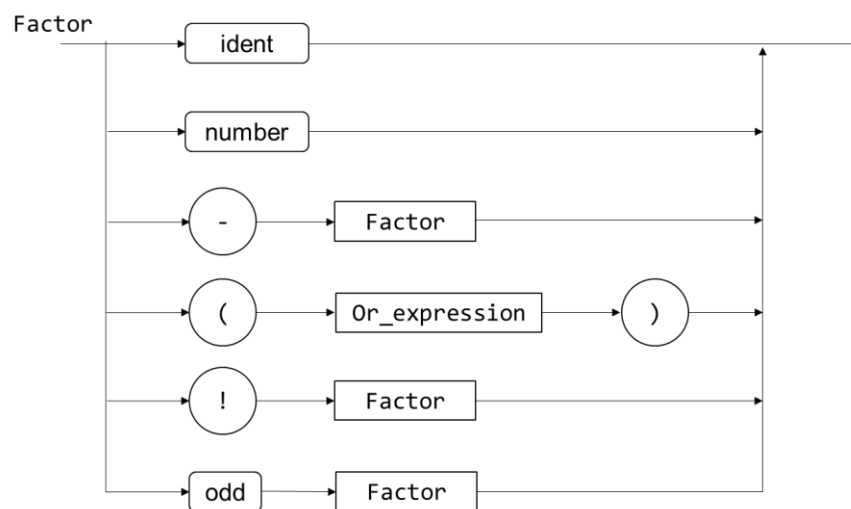 Factor
ident
number
- Factor
( Or_expression )
! Factor
odd Factor